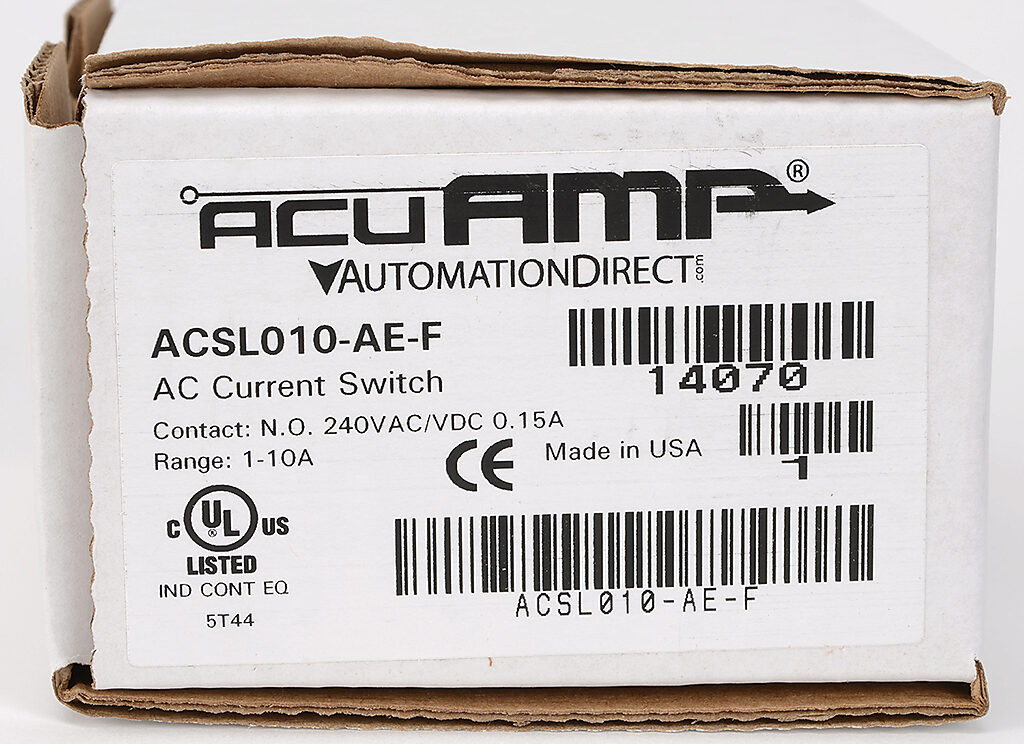 ACUAMP®
AUTOMATIONDIRECT.com
ACSL010-AE-F
AC Current Switch
14070
Contact: N.O. 240VAC/VDC 0.15A
Range: 1-10A
CE
Made in USA
1
C UL® US
LISTED
IND CONT EQ
5T44
ACSL010-AE-F